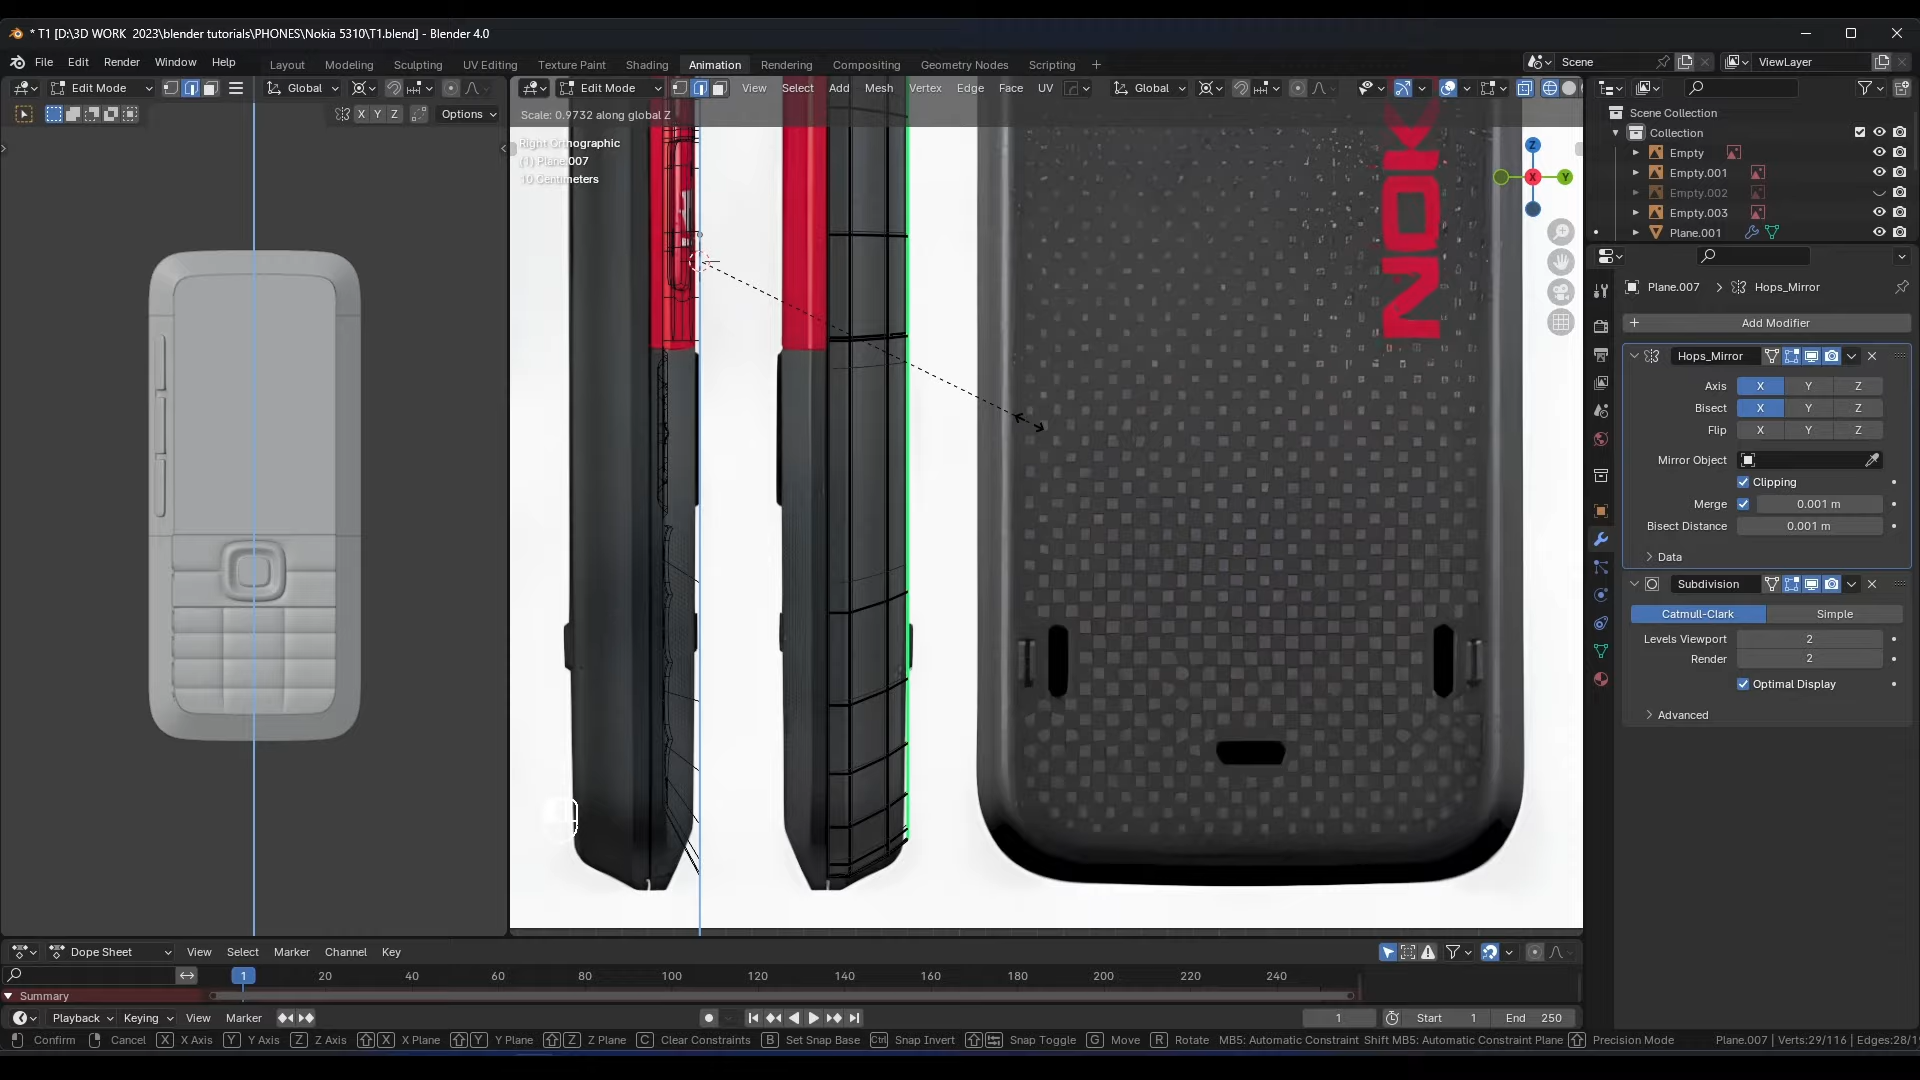 * T1 [D:\3D WORK  2023\blender tutorials\PHONES\Nokia 5310\T1.blend] - Blender 4.0
File Edit Render Window Help Layout Modeling Sculpting UV Editing Texture Paint Shading Animation Rendering Compositing Geometry Nodes Scripting + Scene ViewLayer
Edit Mode Global Edit Mode View Select Add Mesh Vertex Edge Face UV Global
X Y Z Options
Scale: 0.9732 along global Z
Right Orthographic
(1) Plane.007
10 Centimeters
Z
X
Y
NOK
Scene Collection
Collection
Empty
Empty.001
Empty.002
Empty.003
Plane.001
Plane.007 > Hops_Mirror
+ Add Modifier
Hops_Mirror
Axis X Y Z
Bisect X Y Z
Flip X Y Z
Mirror Object
Clipping
Merge 0.001 m
Bisect Distance 0.001 m
Data
Subdivision
Catmull-Clark Simple
Levels Viewport 2
Render 2
Optimal Display
Advanced
Dope Sheet View Select Marker Channel Key
1 20 40 60 80 100 120 140 160 180 200 220 240
Summary
Playback Keying View Marker 1 Start 1 End 250
Confirm Cancel X X Axis Y Y Axis Z Z Axis X X Plane Y Y Plane Z Z Plane C Clear Constraints B Set Snap Base Ctrl Snap Invert Snap Toggle G Move R Rotate MB5: Automatic Constraint Shift MB5: Automatic Constraint Plane Precision Mode Plane.007 | Verts:29/116 | Edges:28/1